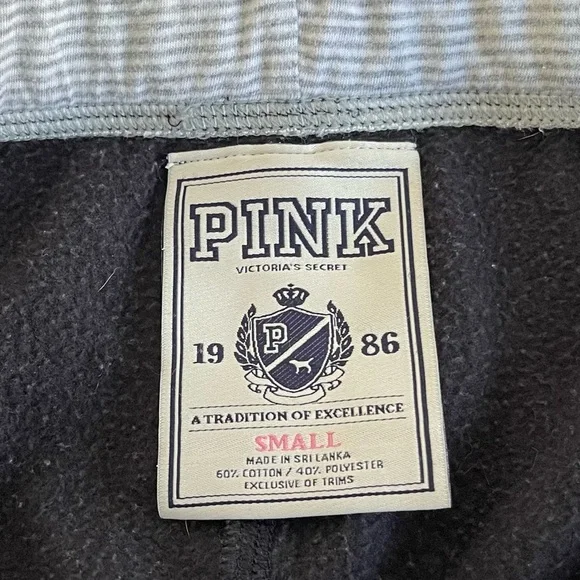 PINK
VICTORIA'S SECRET
P
19 86
A TRADITION OF EXCELLENCE
SMALL
MADE IN SRI LANKA
60% COTTON / 40% POLYESTER
EXCLUSIVE OF TRIMS